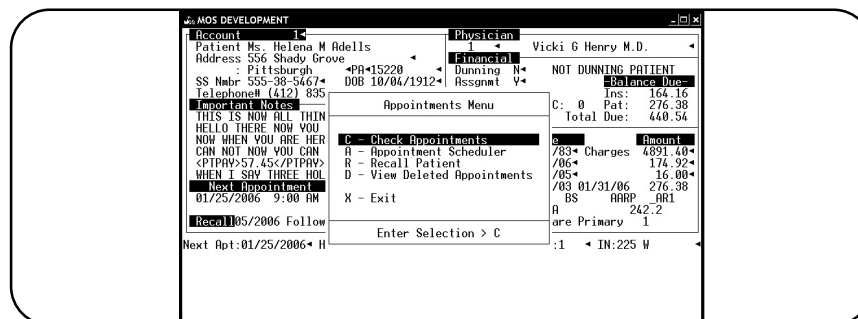 MOS DEVELOPMENT
Account 1
Physician
Patient Ms. Helena M Adells
1 Vicki G Henry M.D.
Address 556 Shady Grove
Financial
: Pittsburgh PA 15220
Dunning N NOT DUNNING PATIENT
SS Nmbr 555-38-5467 DOB 10/04/1912
Assgnmt Y -Balance Due-
Telephone# (412) 835
Ins: 164.16
Important Notes
Appointments Menu
C: 0 Pat: 276.38
THIS IS NOW ALL THIN
Total Due: 440.54
HELLO THERE NOW YOU
NOW WHEN YOU ARE HER
C - Check Appointments
e Amount
CAN NOT NOW YOU CAN
A - Appointment Scheduler
/83 Charges 4891.40
<PTPAY>57.45</PTPAY>
R - Recall Patient
/06 174.92
WHEN I SAY THREE HOL
D - View Deleted Appointments
/05 16.00
Next Appointment
/03 01/31/06 276.38
01/25/2006 9:00 AM
X - Exit
BS AARP _AR1
A 242.2
Recall 05/2006 Follow
are Primary 1
Enter Selection > C
Next Apt:01/25/2006 H
:1 IN:225 W